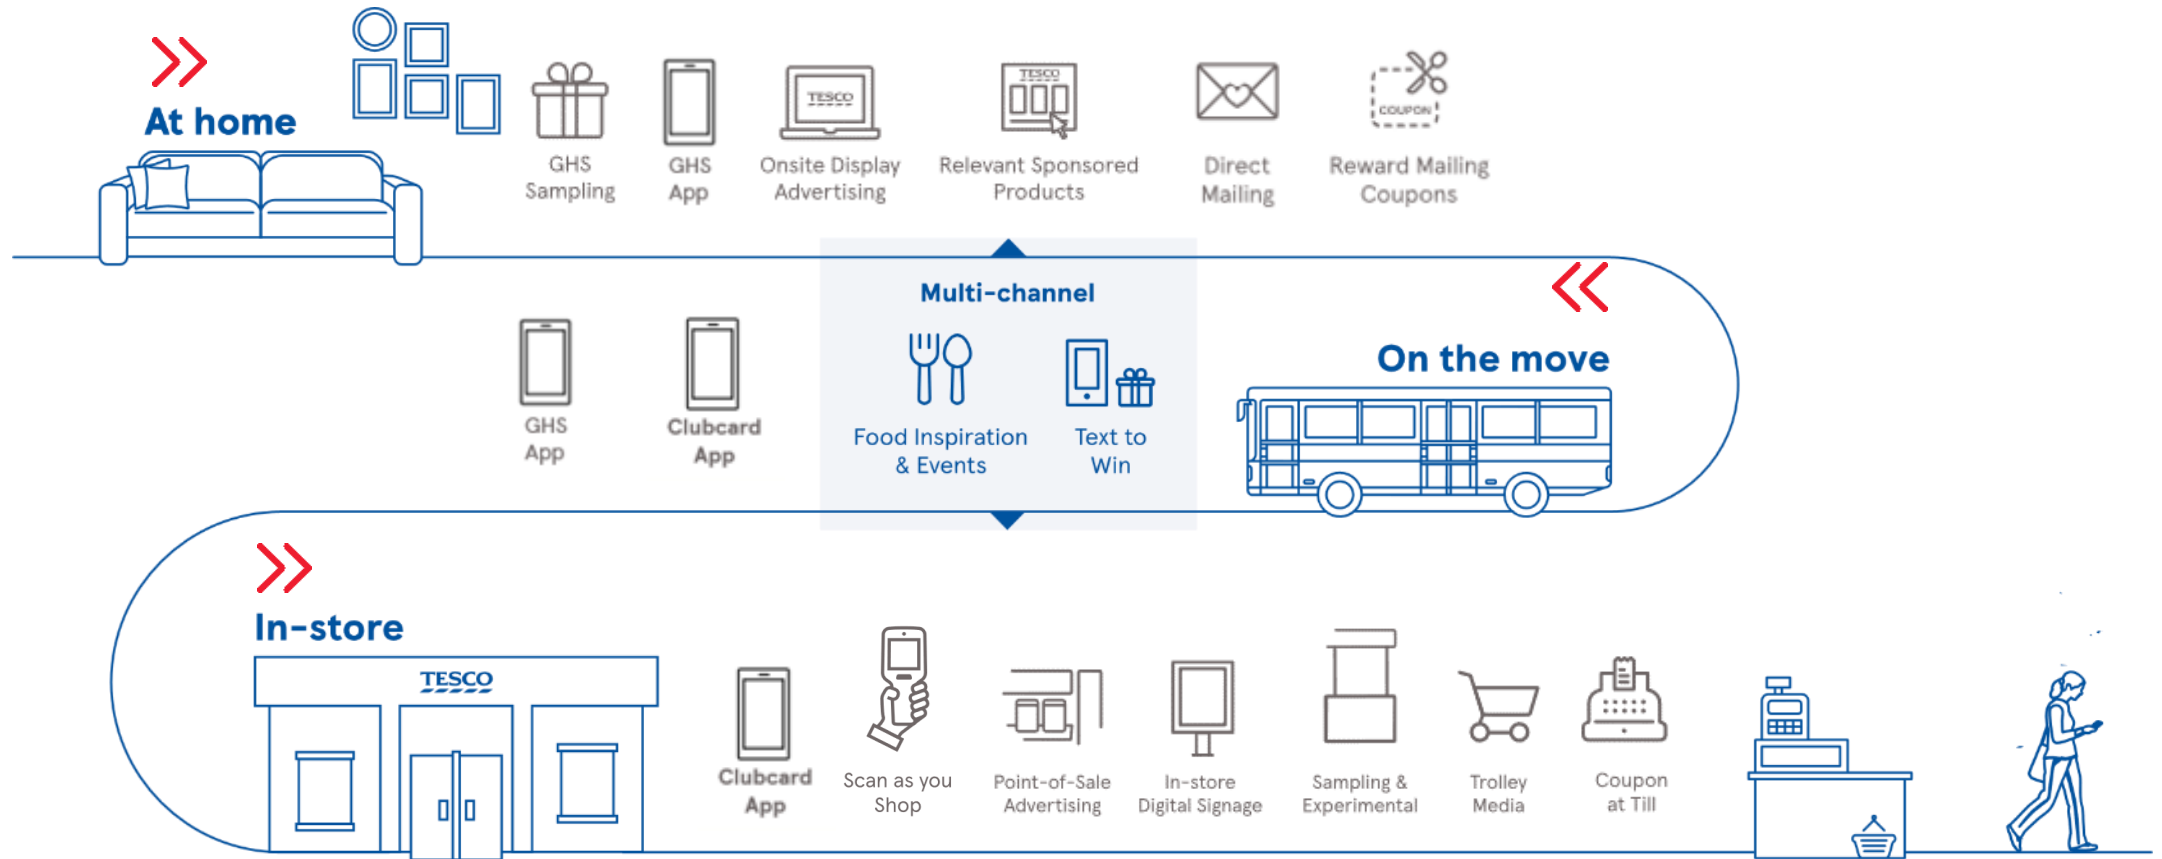 At home
GHS
Sampling
GHS
App
TESCO
Onsite Display
Advertising
TESCO
Relevant Sponsored
Products
Direct
Mailing
COUPON
Reward Mailing
Coupons
Multi-channel
On the move
GHS
App
Clubcard
App
Food Inspiration
& Events
Text to
Win
In-store
TESCO
Clubcard
App
Scan as you
Shop
Point-of-Sale
Advertising
In-store
Digital Signage
Sampling &
Experimental
Trolley
Media
Coupon
at Till